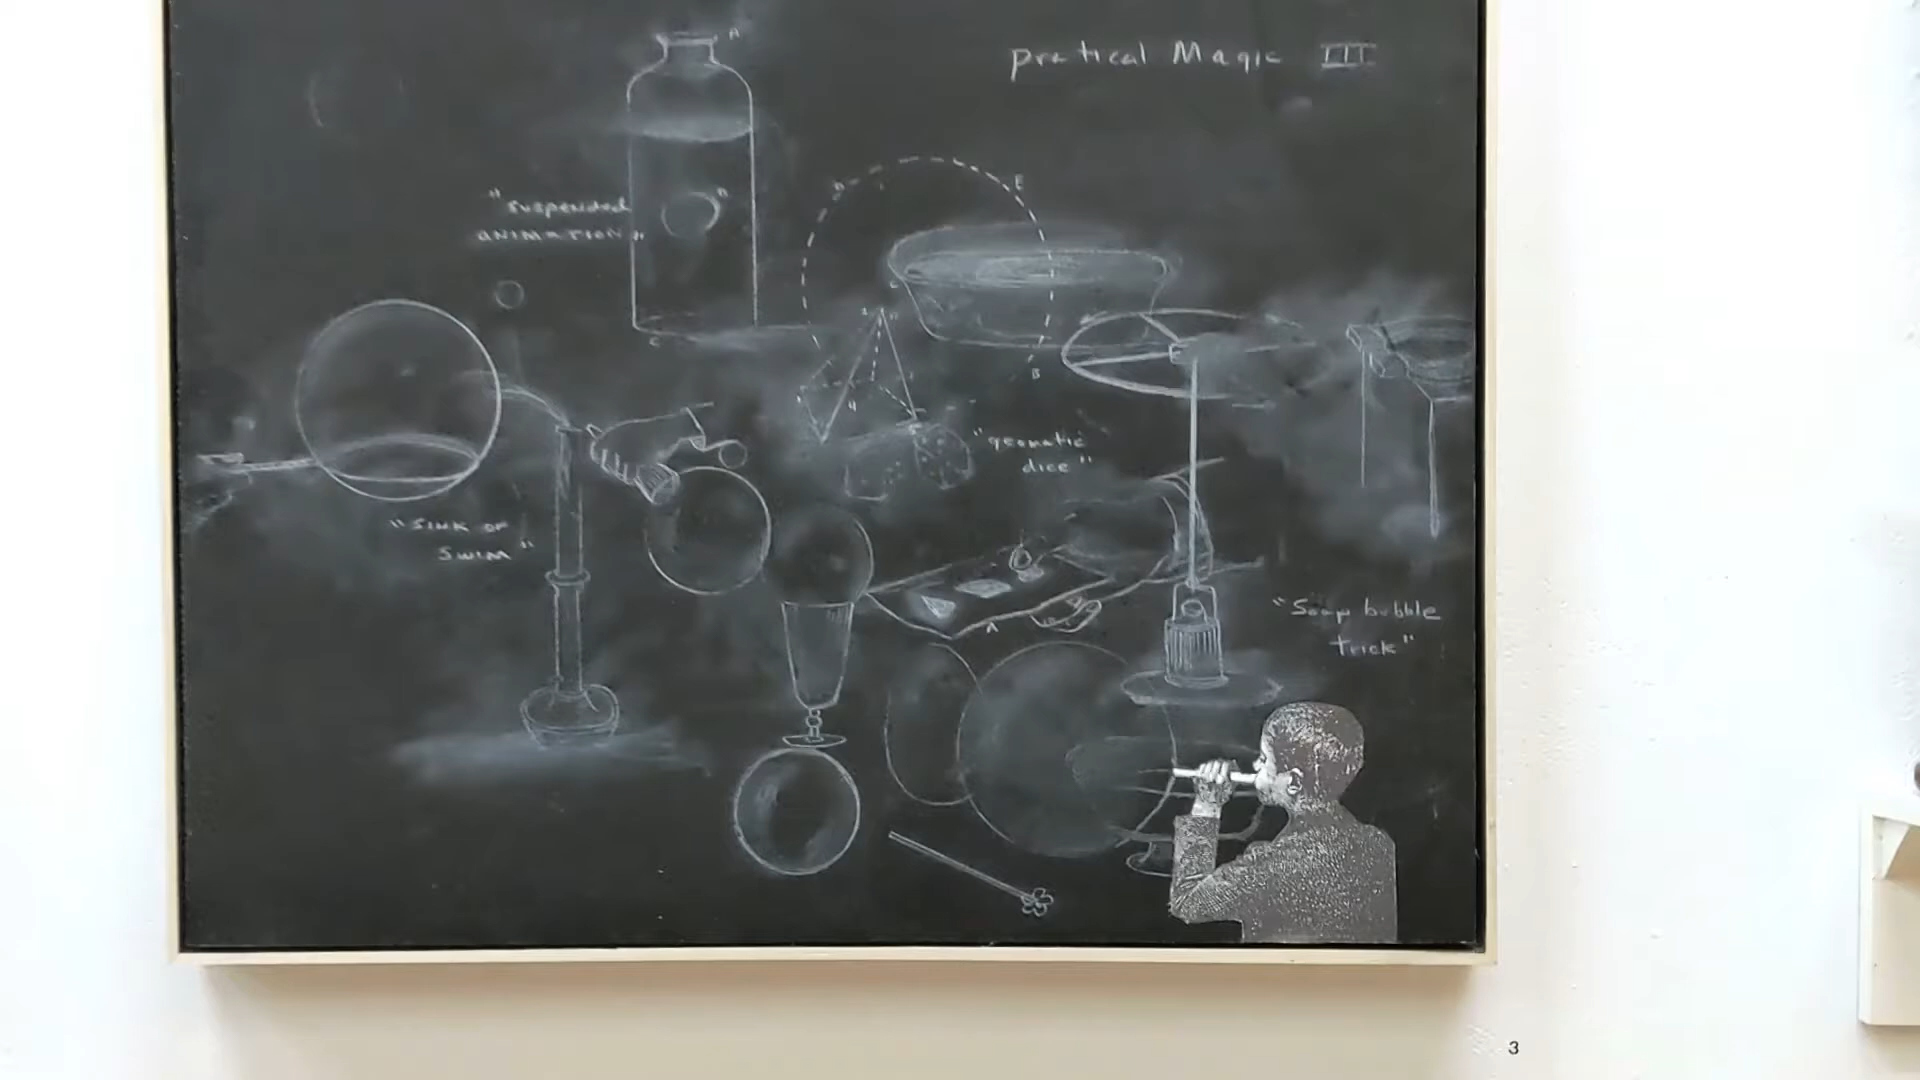 pratical Magic III
"suspended
ANIMATION"
"geomatic
dice"
"SINK OR
SWIM"
"Soap bubble
trick"
3